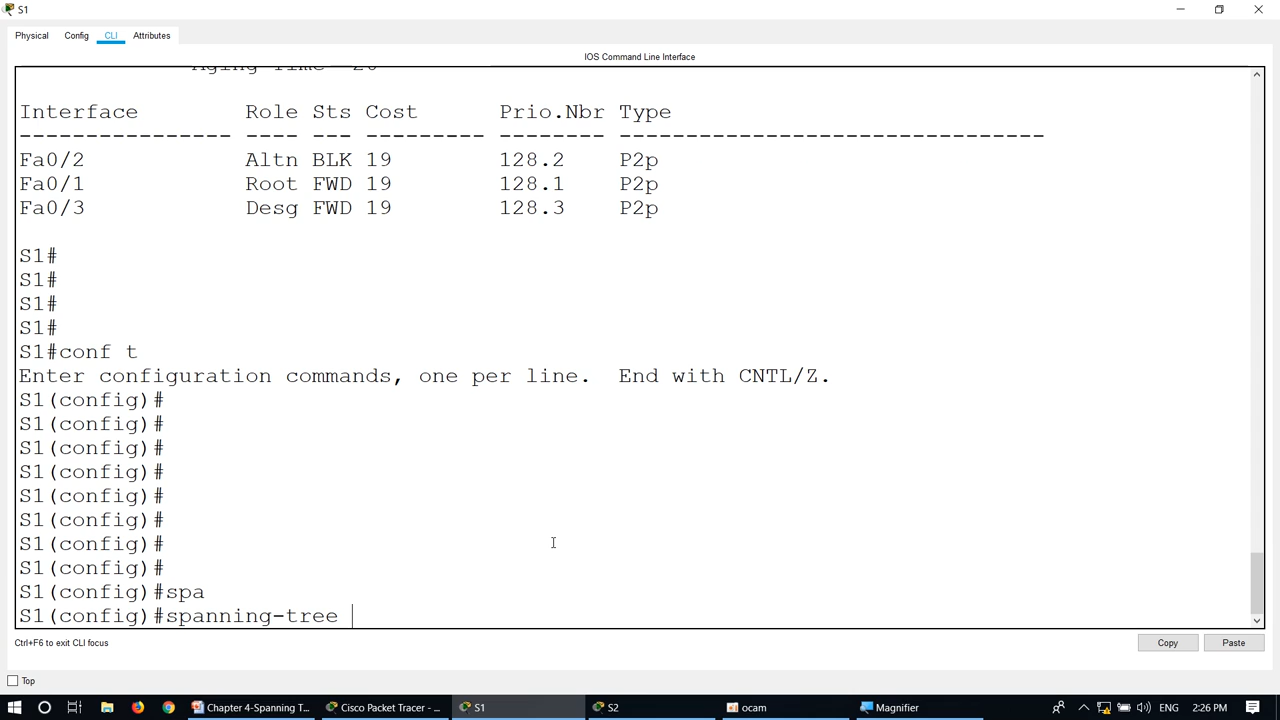 S1
Physical Config CLI Attributes
IOS Command Line Interface
Aging Time 20
Interface Role Sts Cost Prio.Nbr Type
---------------- ---- --- --------- -------- --------------------------------
Fa0/2 Altn BLK 19 128.2 P2p
Fa0/1 Root FWD 19 128.1 P2p
Fa0/3 Desg FWD 19 128.3 P2p
S1#
S1#
S1#
S1#
S1#conf t
Enter configuration commands, one per line. End with CNTL/Z.
S1(config)#
S1(config)#
S1(config)#
S1(config)#
S1(config)#
S1(config)#
S1(config)#
S1(config)#
S1(config)#spa
S1(config)#spanning-tree
Ctrl+F6 to exit CLI focus
Copy Paste
Top
Chapter 4-Spanning T... Cisco Packet Tracer - ... S1 S2 ocam Magnifier ENG 2:26 PM